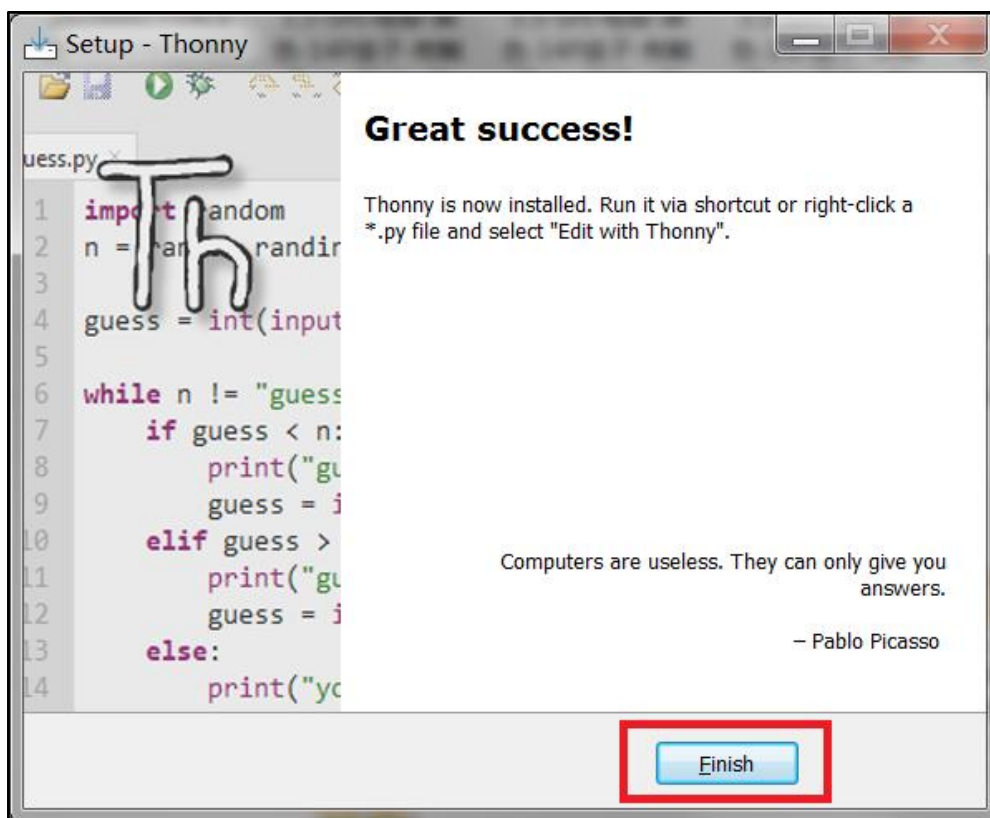 Setup - Thonny
Great success!
Thonny is now installed. Run it via shortcut or right-click a
*.py file and select "Edit with Thonny".
Computers are useless. They can only give you
answers.
– Pablo Picasso
Finish
uess.py
Th
1 import random
2 n = randin
3
4 guess = int(input
5
6 while n != "guess
7 if guess < n:
8 print("gu
9 guess = i
10 elif guess >
11 print("gu
12 guess = i
13 else:
14 print("yo